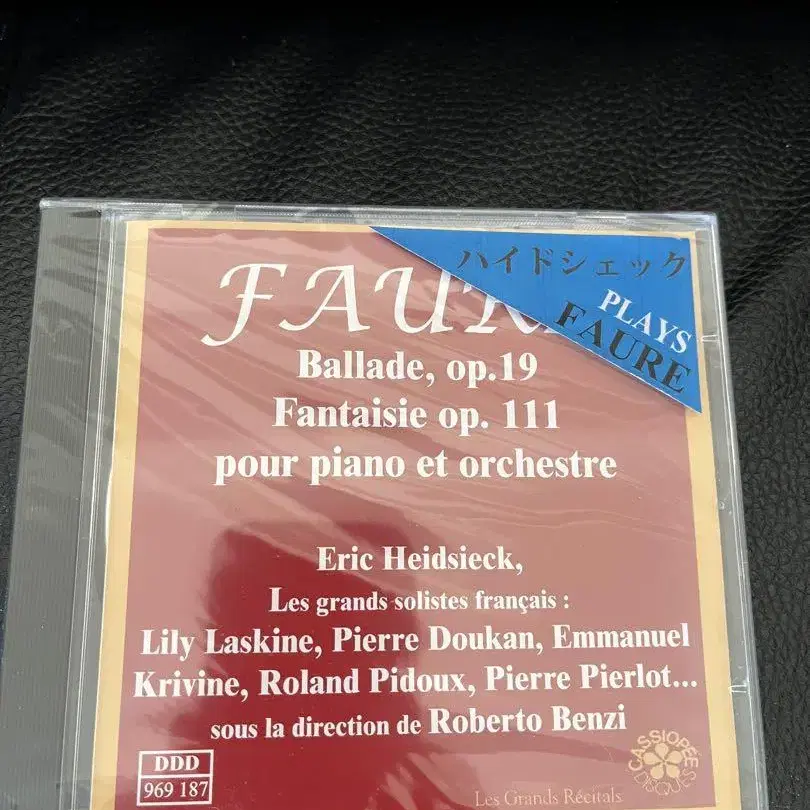 FAURÉ
ハイドシェック
PLAYS
FAURE
Ballade, op.19
Fantaisie op. 111
pour piano et orchestre
Eric Heidsieck,
Les grands solistes français :
Lily Laskine, Pierre Doukan, Emmanuel
Krivine, Roland Pidoux, Pierre Pierlot...
sous la direction de Roberto Benzi
DDD
969 187
Les Grands Récitals
CASSIOPÉE
DISQUES